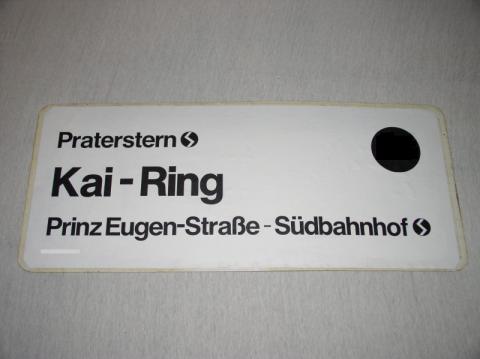 Praterstern
Kai - Ring
Prinz Eugen-Straße - Südbahnhof